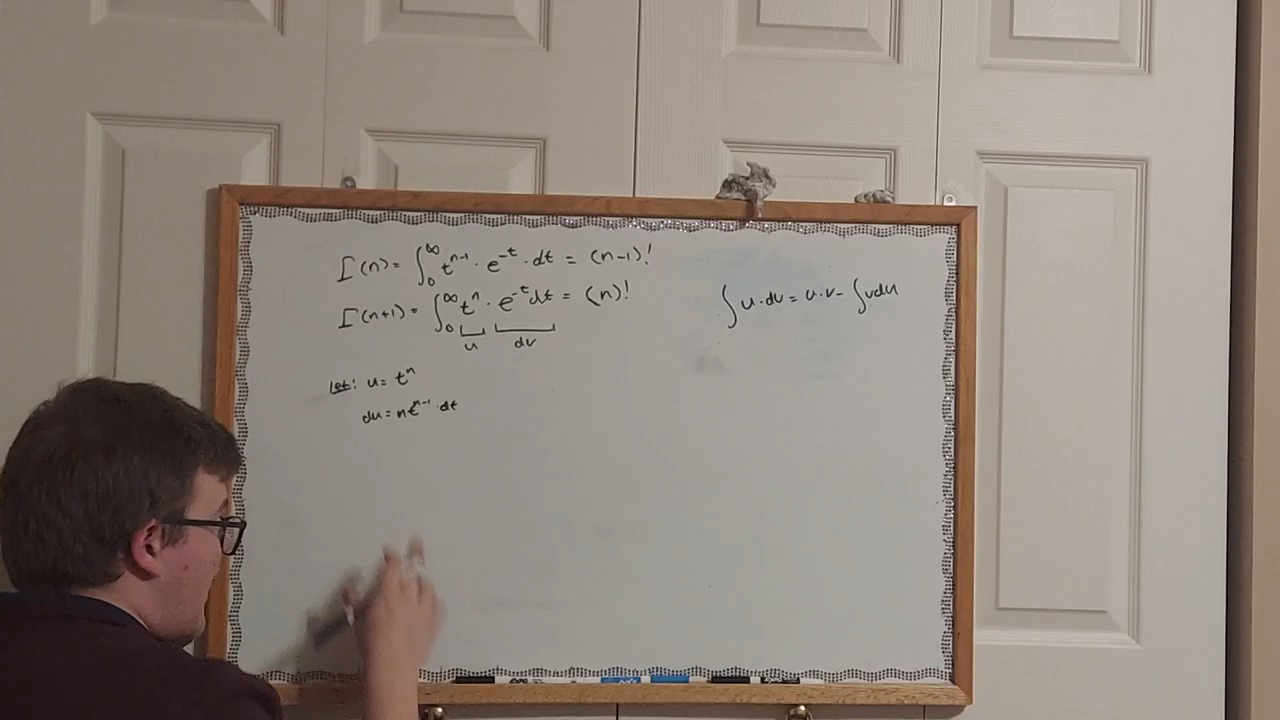 Γ(n) = ∫₀^∞ t^{n-1} · e^{-t} · dt = (n-1)!
Γ(n+1) = ∫₀^∞ t^n · e^{-t} dt = (n)!
u dv
∫ u · dv = u · v - ∫ v du
Let: u = t^n
du = n t^{n-1} · dt